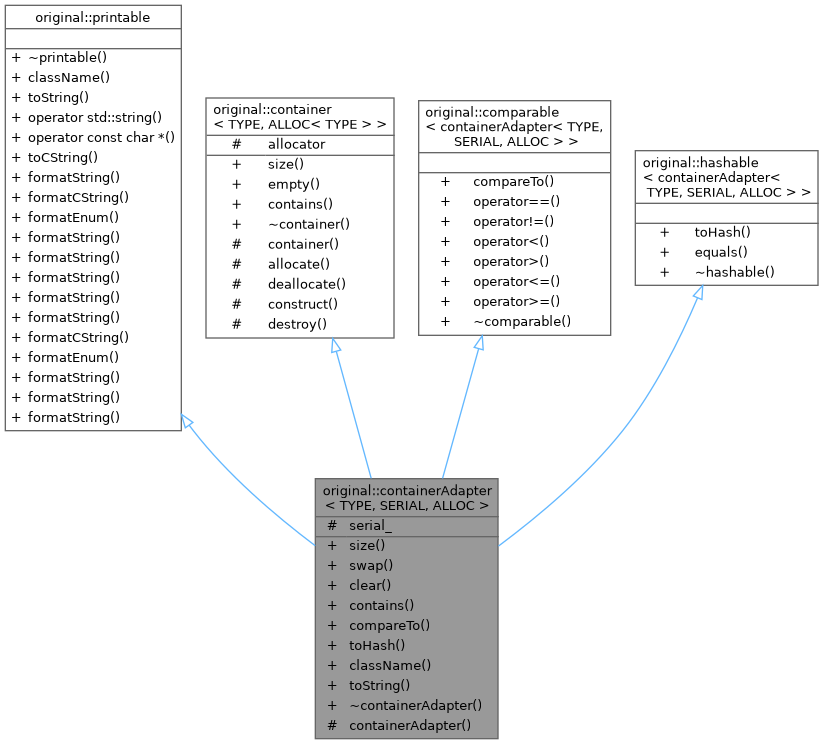 original::printable
+ ~printable()
+ className()
+ toString()
+ operator std::string()
+ operator const char *()
+ toCString()
+ formatString()
+ formatCString()
+ formatEnum()
+ formatString()
+ formatString()
+ formatString()
+ formatString()
+ formatString()
+ formatCString()
+ formatEnum()
+ formatString()
+ formatString()
+ formatString()
original::container
< TYPE, ALLOC< TYPE > >
# allocator
+ size()
+ empty()
+ contains()
+ ~container()
# container()
# allocate()
# deallocate()
# construct()
# destroy()
original::comparable
< containerAdapter< TYPE,
SERIAL, ALLOC > >
+ compareTo()
+ operator==()
+ operator!=()
+ operator<()
+ operator>()
+ operator<=()
+ operator>=()
+ ~comparable()
original::hashable
< containerAdapter<
TYPE, SERIAL, ALLOC > >
+ toHash()
+ equals()
+ ~hashable()
original::containerAdapter
< TYPE, SERIAL, ALLOC >
# serial_
+ size()
+ swap()
+ clear()
+ contains()
+ compareTo()
+ toHash()
+ className()
+ toString()
+ ~containerAdapter()
# containerAdapter()